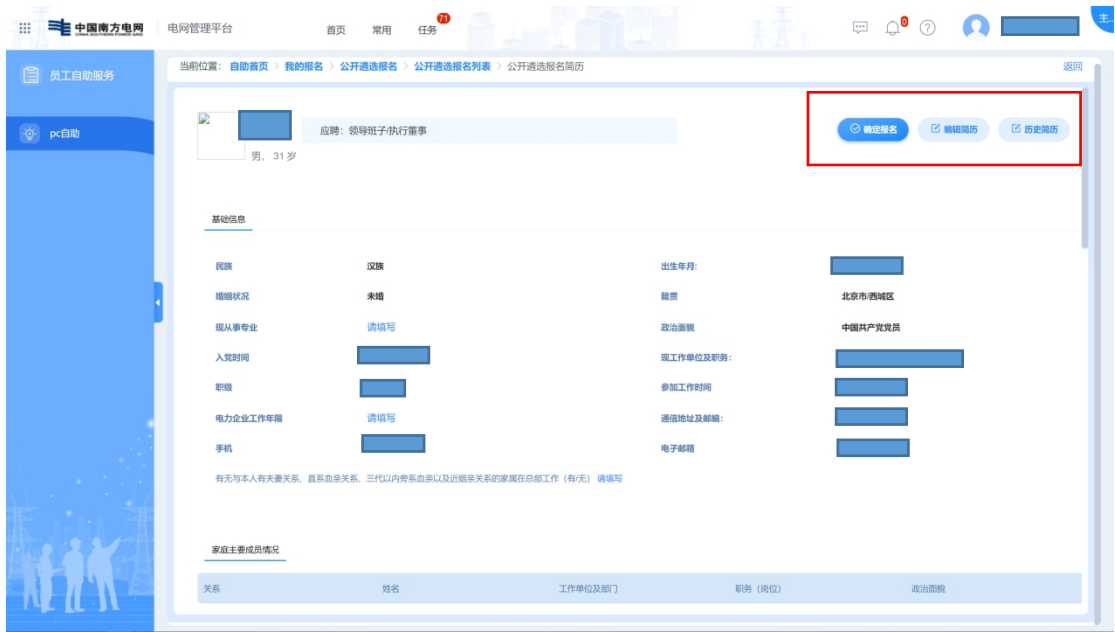 中国南方电网 电网管理平台 首页 常用 任务 71 0 主...
CHINA SOUTHERN POWER GRID
员工自助服务
pc自助
当前位置： 自助首页 > 我的报名 > 公开遴选报名 > 公开遴选报名列表 > 公开遴选报名简历 返回
应聘：领导班子/执行董事
确定报名 编辑简历 历史简历
男， 31 岁
基础信息
民族 汉族 出生年月：
婚姻状况 未婚 籍贯 北京市/西城区
现从事专业 请填写 政治面貌 中国共产党党员
入党时间 现工作单位及职务：
职级 参加工作时间
电力企业工作年限 请填写 通信地址及邮编：
手机 电子邮箱
有无与本人有夫妻关系、直系血亲关系、三代以内旁系血亲以及近姻亲关系的家属在总部工作（有/无） 请填写
家庭主要成员情况
关系 姓名 工作单位及部门 职务（岗位） 政治面貌